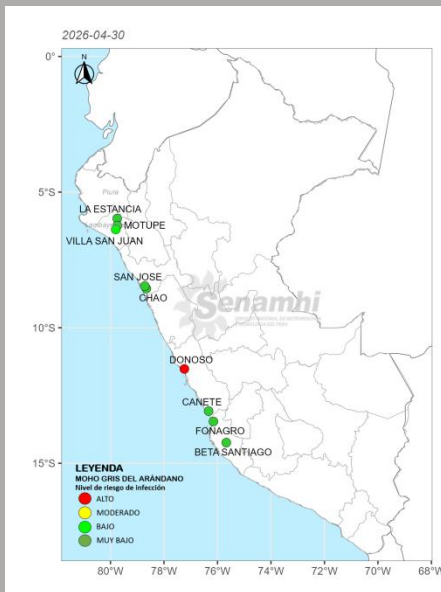 2026-04-30
N
0°
5°S
10°S
15°S
Piura
LA ESTANCIA
MOTUPE
VILLA SAN JUAN
SAN JOSE
CHAO
Senamhi
DONOSO
CANETE
FONAGRO
BETA SANTIAGO
LEYENDA
MOHO GRIS DEL ARÁNDANO
Nivel de riesgo de infección
ALTO
MODERADO
BAJO
MUY BAJO
80°W 78°W 76°W 74°W 72°W 70°W 68°W